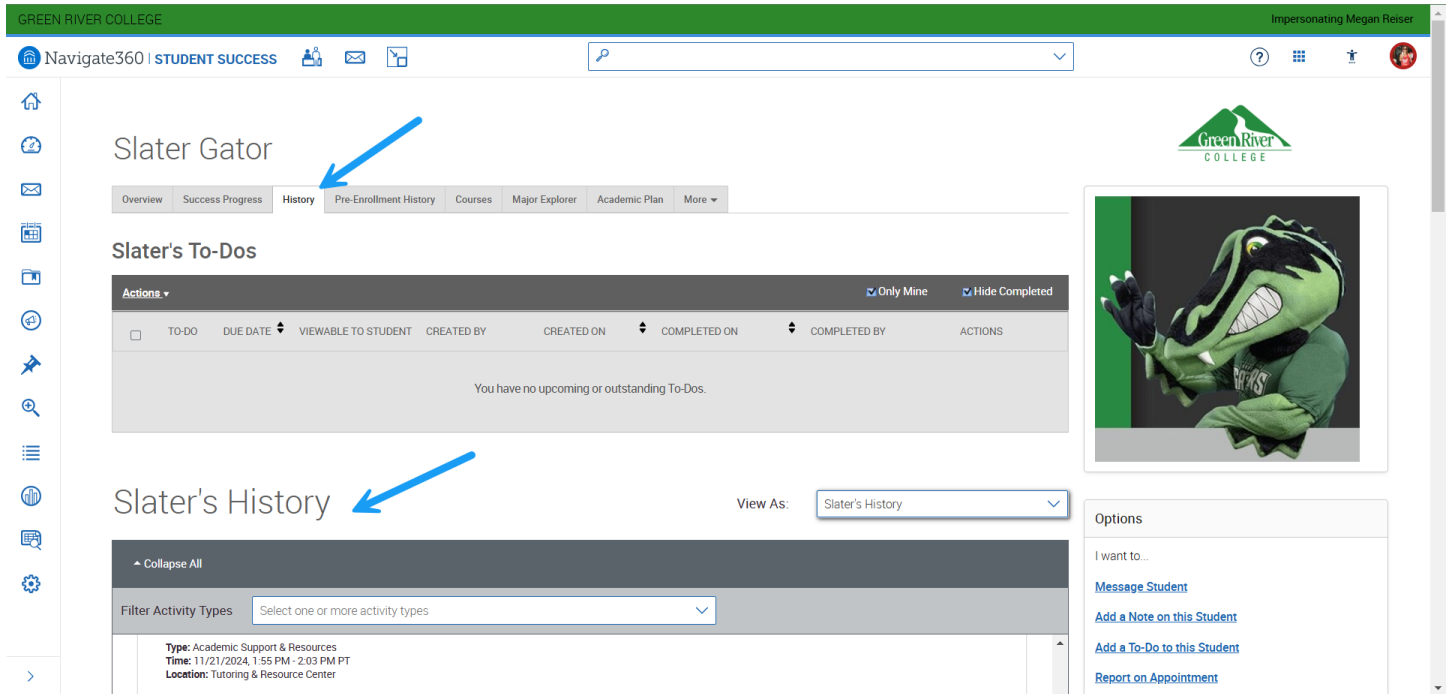 GREEN RIVER COLLEGE
Impersonating Megan Reiser
Navigate360 | STUDENT SUCCESS
Slater Gator
Green River
COLLEGE
Overview Success Progress History Pre-Enrollment History Courses Major Explorer Academic Plan More
Slater's To-Dos
Actions Only Mine Hide Completed
TO-DO DUE DATE VIEWABLE TO STUDENT CREATED BY CREATED ON COMPLETED ON COMPLETED BY ACTIONS
You have no upcoming or outstanding To-Dos.
Slater's History
View As: Slater's History
Collapse All
Filter Activity Types Select one or more activity types
Type: Academic Support & Resources
Time: 11/21/2024, 1:55 PM - 2:03 PM PT
Location: Tutoring & Resource Center
Options
I want to...
Message Student
Add a Note on this Student
Add a To-Do to this Student
Report on Appointment